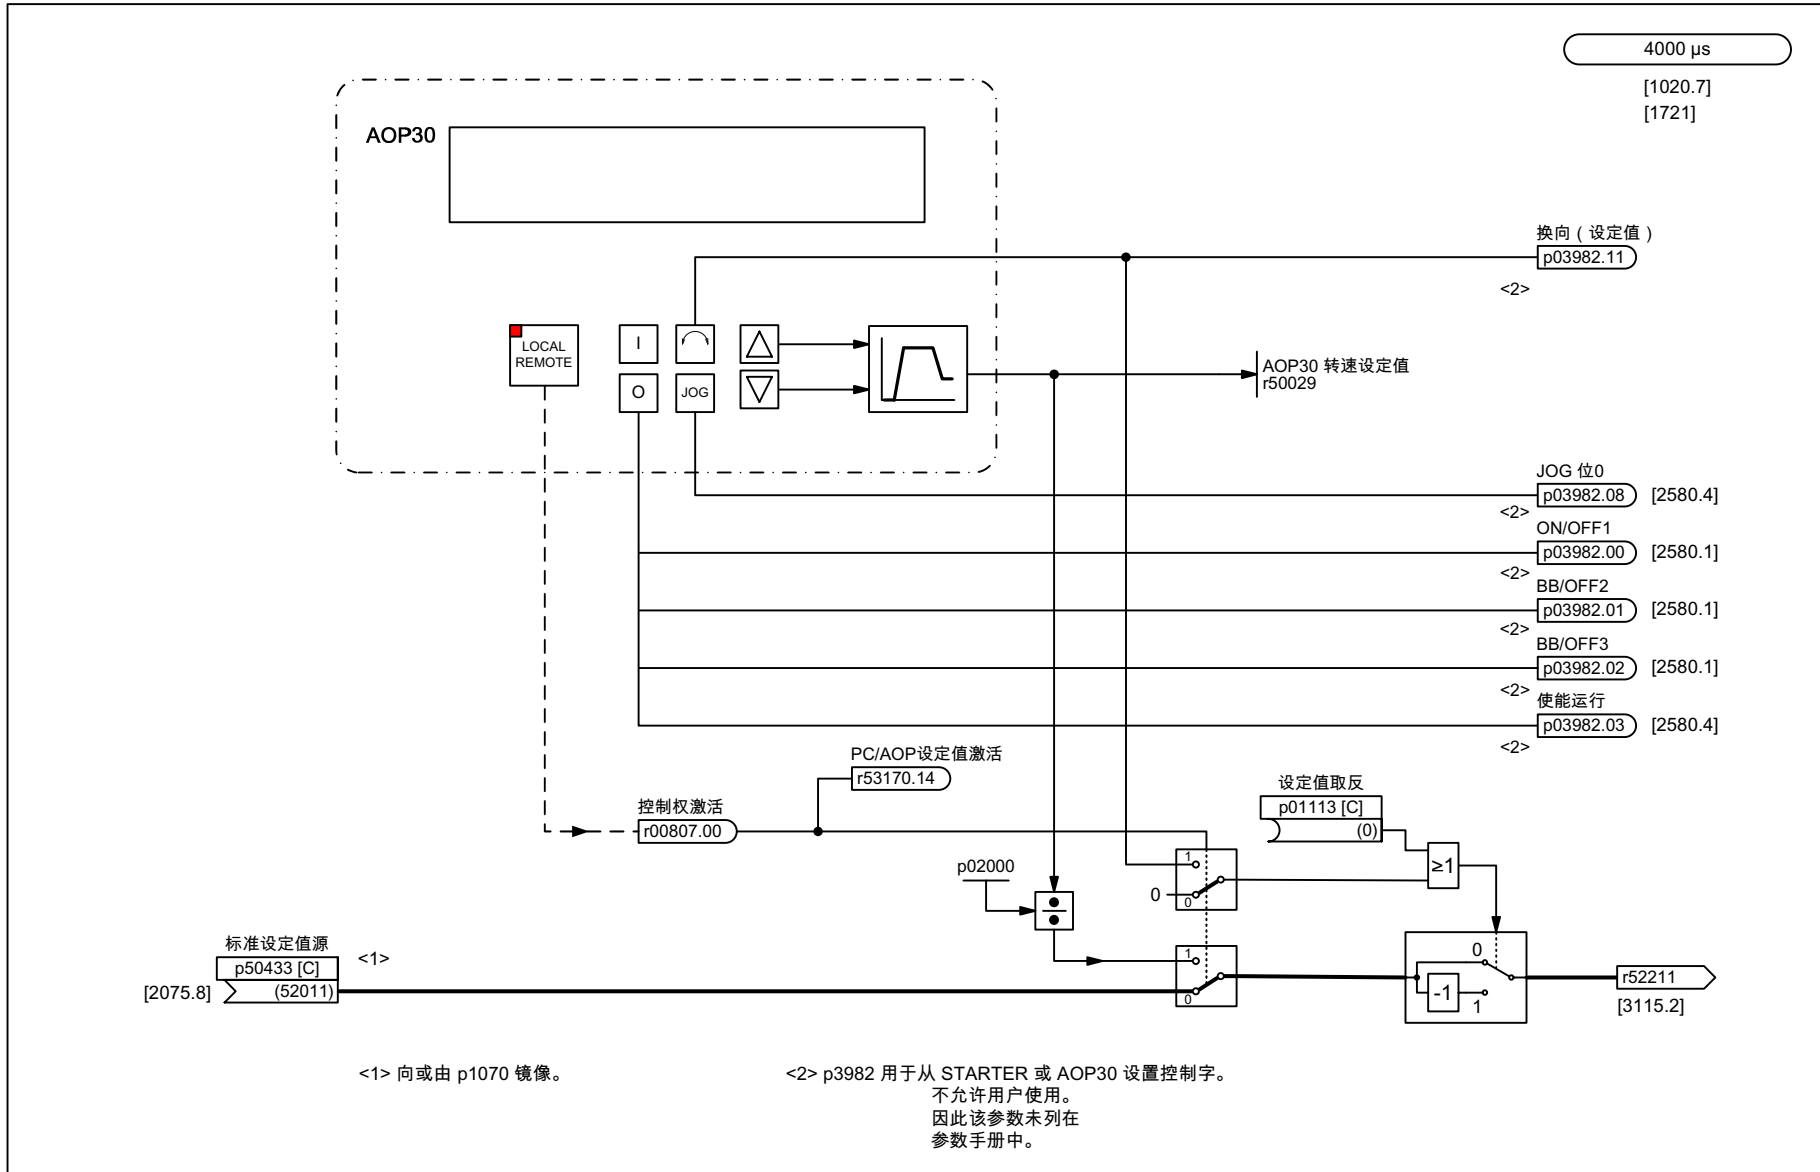 4000 µs
[1020.7]
[1721]
AOP30
换向 ( 设定值 )
p03982.11
<2>
LOCAL
REMOTE
I
O
JOG
AOP30 转速设定值
r50029
JOG 位0
p03982.08 [2580.4]
<2>
ON/OFF1
p03982.00 [2580.1]
<2>
BB/OFF2
p03982.01 [2580.1]
<2>
BB/OFF3
p03982.02 [2580.1]
<2>
使能运行
p03982.03 [2580.4]
<2>
PC/AOP设定值激活
r53170.14
控制权激活
r00807.00
设定值取反
p01113 [C]
(0)
p02000
1
0
0
≥1
标准设定值源
p50433 [C]
<1>
[2075.8]
(52011)
1
0
0
-1
1
r52211
[3115.2]
<1> 向或由 p1070 镜像。
<2> p3982 用于从 STARTER 或 AOP30 设置控制字。
不允许用户使用。
因此该参数未列在
参数手册中。